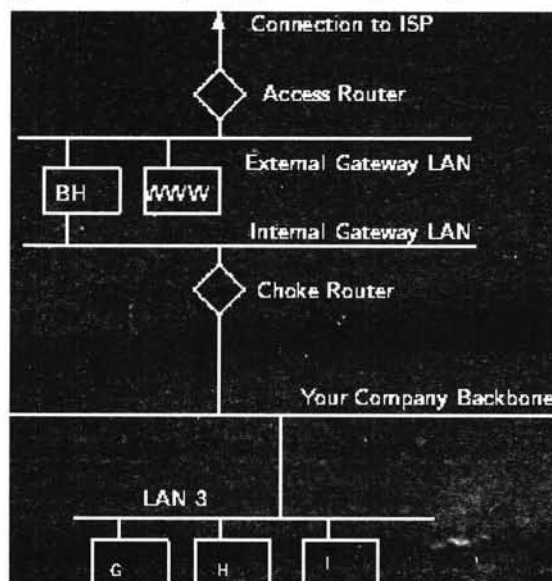 Connection to ISP
Access Router
External Gateway LAN
BH
WWW
Internal Gateway LAN
Choke Router
Your Company Backbone
LAN 3
G
H
I